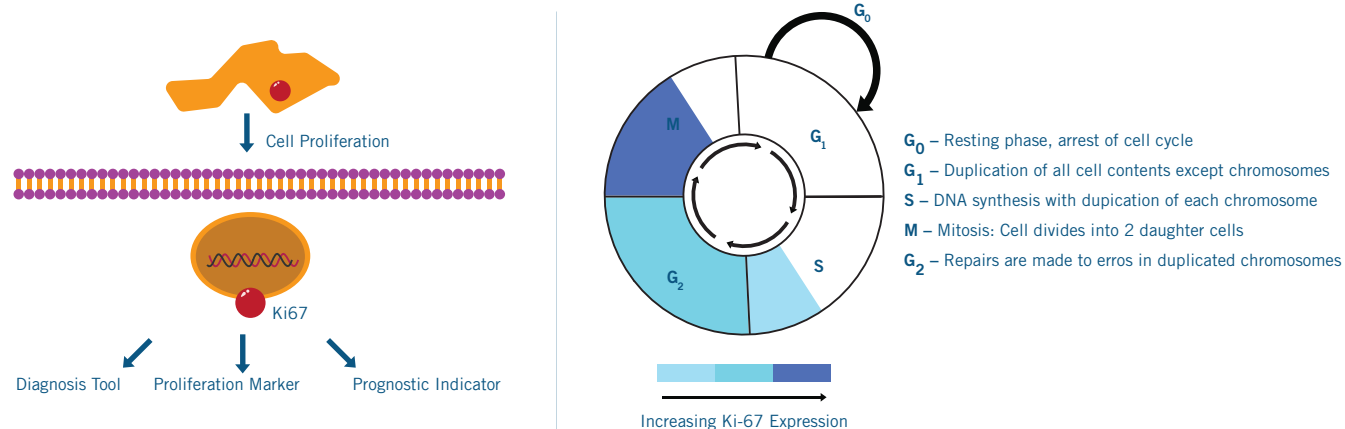 Cell Proliferation
Ki67
Diagnosis Tool
Proliferation Marker
Prognostic Indicator
G0
M
G1
G2
S
G0 – Resting phase, arrest of cell cycle
G1 – Duplication of all cell contents except chromosomes
S – DNA synthesis with dupication of each chromosome
M – Mitosis: Cell divides into 2 daughter cells
G2 – Repairs are made to erros in duplicated chromosomes
Increasing Ki-67 Expression